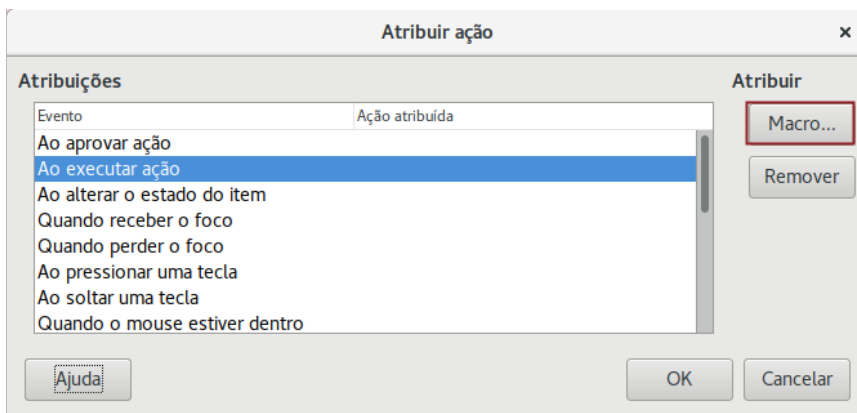 Atribuir ação
×
Atribuições
Atribuir
Evento
Ação atribuída
Macro...
Ao aprovar ação
Ao executar ação
Remover
Ao alterar o estado do item
Quando receber o foco
Quando perder o foco
Ao pressionar uma tecla
Ao soltar uma tecla
Quando o mouse estiver dentro
Ajuda
OK
Cancelar